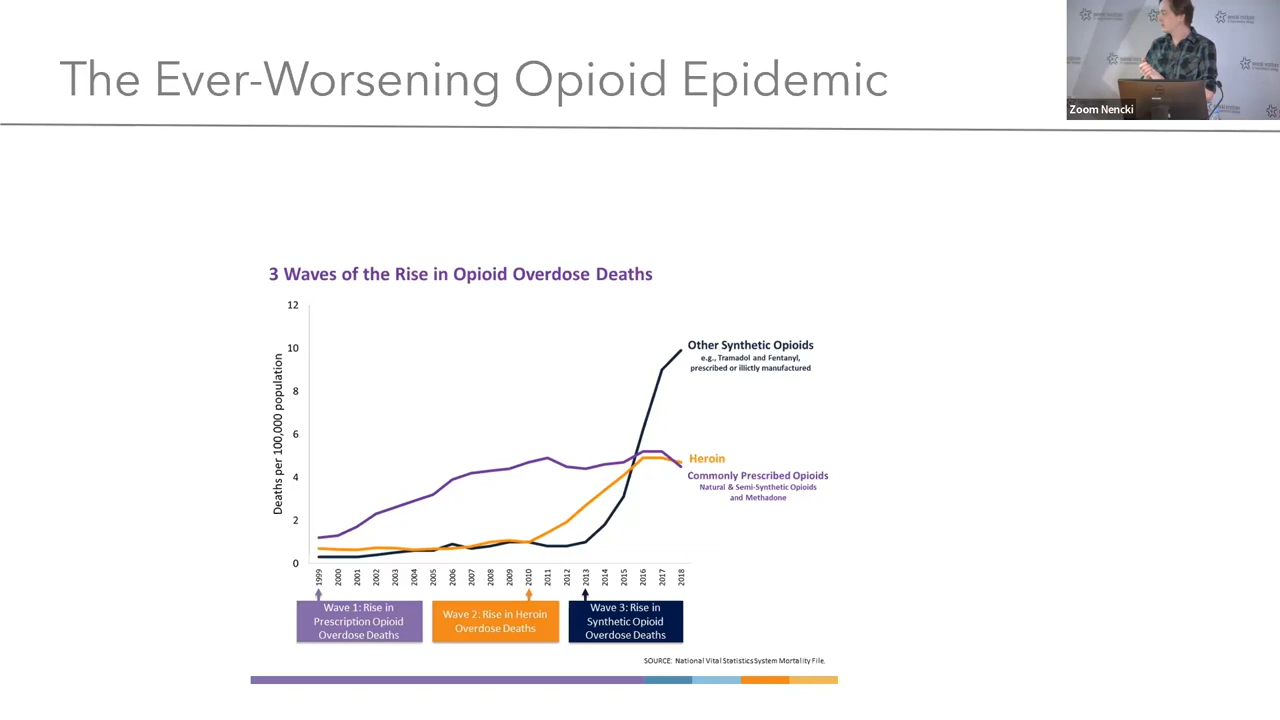 The Ever-Worsening Opioid Epidemic
Zoom Nencki
3 Waves of the Rise in Opioid Overdose Deaths
Deaths per 100,000 population
12
10
8
6
4
2
0
Other Synthetic Opioids
e.g., Tramadol and Fentanyl,
prescribed or illictly manufactured
Heroin
Commonly Prescribed Opioids
Natural & Semi-Synthetic Opioids
and Methadone
1999 2000 2001 2002 2003 2004 2005 2006 2007 2008 2009 2010 2011 2012 2013 2014 2015 2016 2017 2018
Wave 1: Rise in
Prescription Opioid
Overdose Deaths
Wave 2: Rise in Heroin
Overdose Deaths
Wave 3: Rise in
Synthetic Opioid
Overdose Deaths
SOURCE: National Vital Statistics System Mortality File.